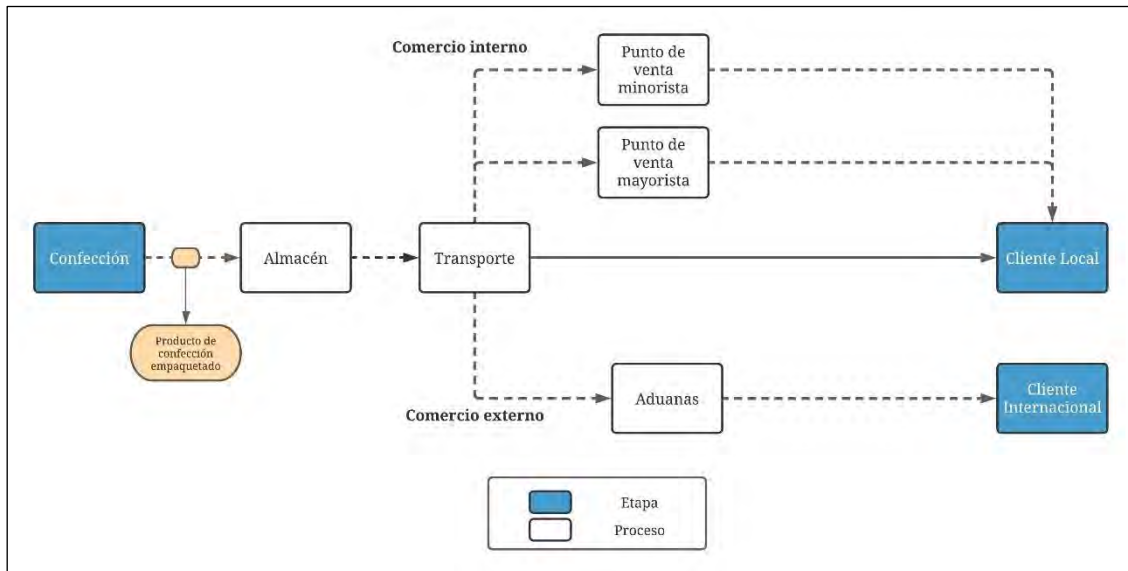 Comercio interno
Punto de
venta
minorista
Punto de
venta
mayorista
Confección
Almacén
Transporte
Cliente Local
Producto de
confección
empaquetado
Comercio externo
Aduanas
Cliente
Internacional
Etapa
Proceso